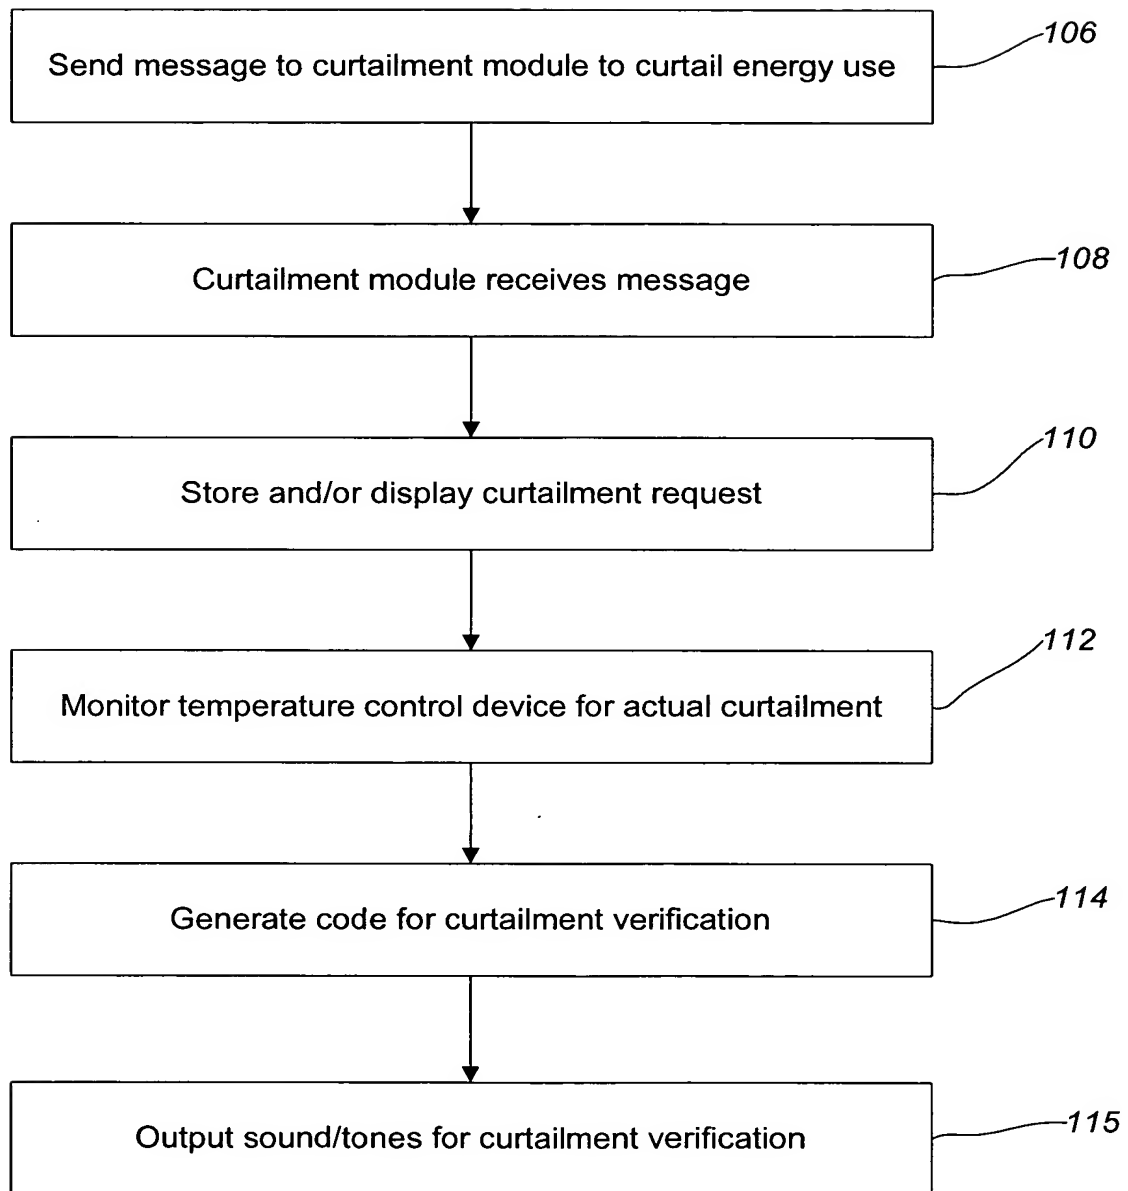 Send message to curtailment module to curtail energy use
106
Curtailment module receives message
108
Store and/or display curtailment request
110
Monitor temperature control device for actual curtailment
112
Generate code for curtailment verification
114
Output sound/tones for curtailment verification
115